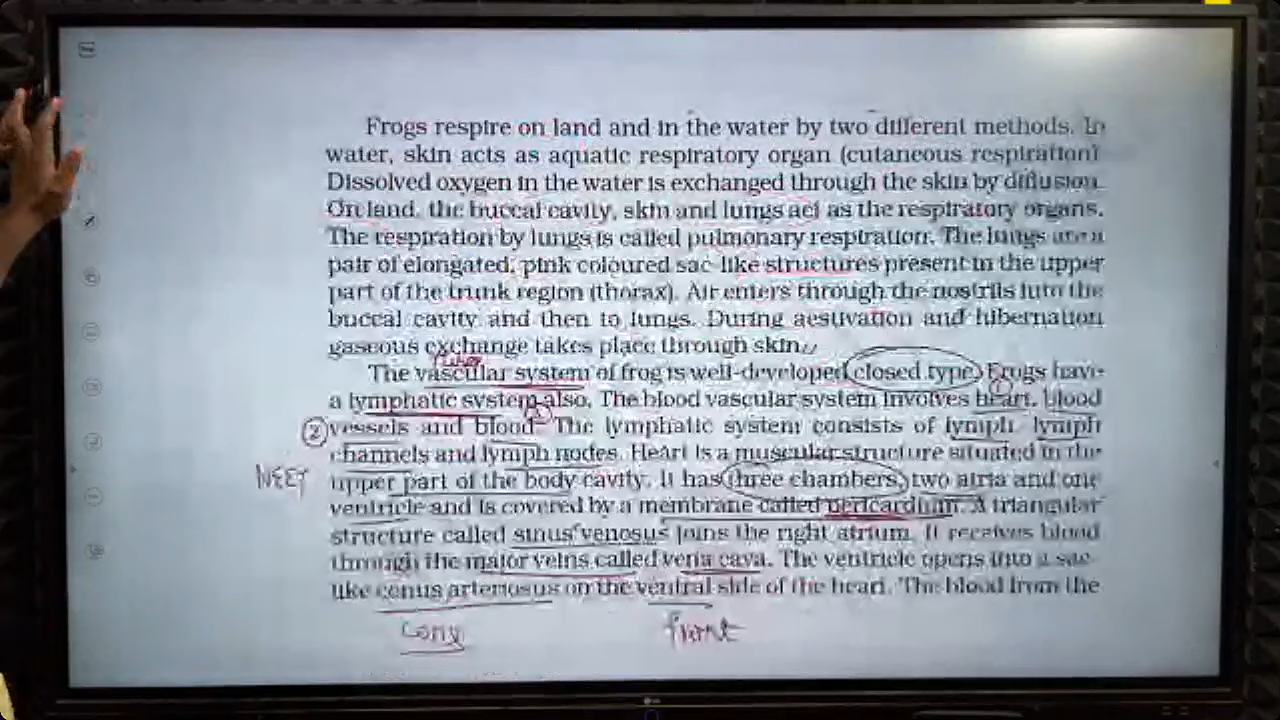 Frogs respire on land and in the water by two different methods. In
water, skin acts as aquatic respiratory organ (cutaneous respiration)
Dissolved oxygen in the water is exchanged through the skin by diffusion.
On land, the buccal cavity, skin and lungs act as the respiratory organs.
The respiration by lungs is called pulmonary respiration. The lungs are a
pair of elongated, pink coloured sac-like structures present in the upper
part of the trunk region (thorax). Air enters through the nostrils into the
buccal cavity and then to lungs. During aestivation and hibernation
gaseous exchange takes place through skin.
The vascular system of frog is well-developed closed type. Frogs have
a lymphatic system also. The blood vascular system involves heart, blood
② vessels and blood. The lymphatic system consists of lymph, lymph
channels and lymph nodes. Heart is a muscular structure situated in the
NEET upper part of the body cavity. It has three chambers, two atria and one
ventricle and is covered by a membrane called pericardium. A triangular
structure called sinus venosus joins the right atrium. It receives blood
through the major veins called vena cava. The ventricle opens into a sac-
like conus arteriosus on the ventral side of the heart. The blood from the
front